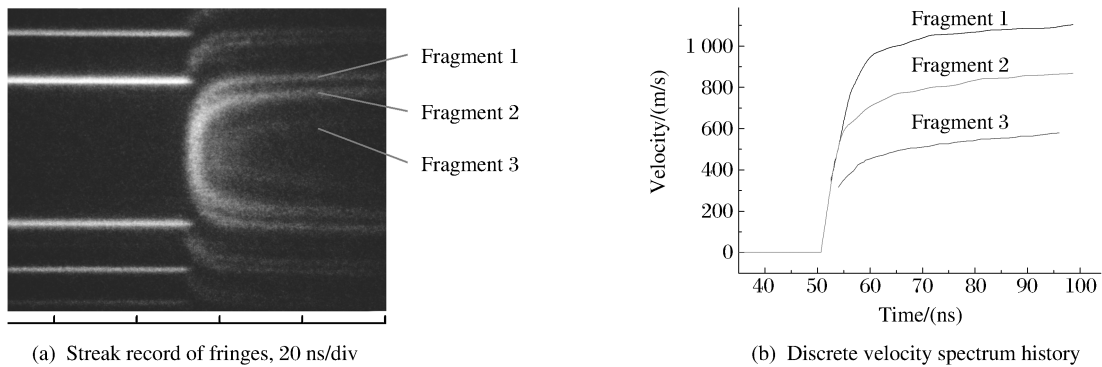 Fragment 1
Fragment 2
Fragment 3
(a) Streak record of fringes, 20 ns/div
Velocity/(m/s)
1 000
800
600
400
200
0
Fragment 1
Fragment 2
Fragment 3
40 50 60 70 80 90 100
Time/(ns)
(b) Discrete velocity spectrum history